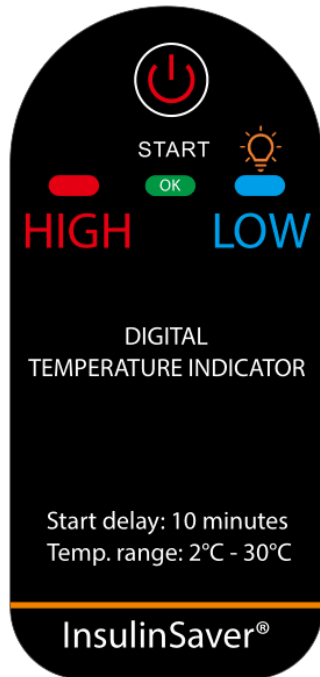 START
OK
HIGH LOW
DIGITAL
TEMPERATURE INDICATOR
Start delay: 10 minutes
Temp. range: 2°C - 30°C
InsulinSaver®